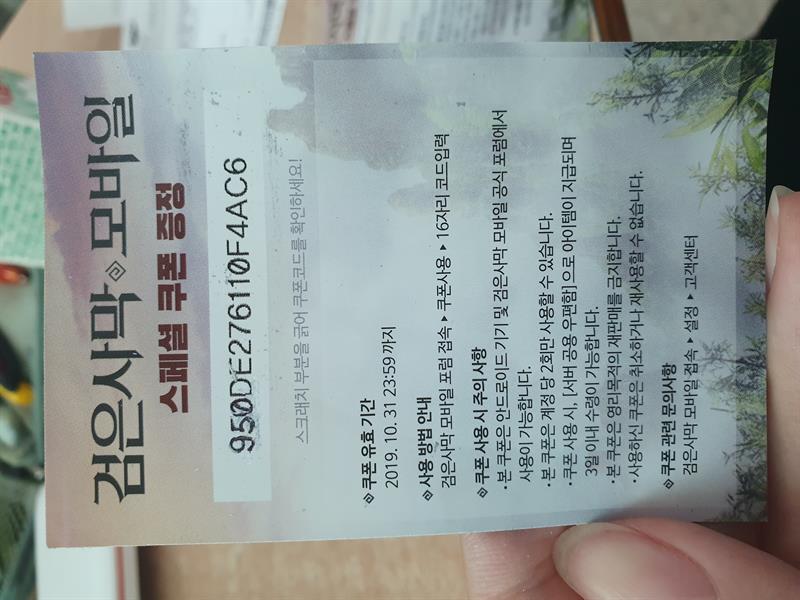 검은사막 모바일
스페셜 쿠폰 증정
950DE276110F4AC6
스크래치 부분을 긁어 쿠폰코드를 확인하세요!
쿠폰 유효 기간
2019. 10. 31 23:59 까지
사용 방법 안내
검은사막 모바일 포럼 접속 ▶ 쿠폰사용 ▶ 16자리 코드입력
쿠폰 사용 시 주의 사항
• 본 쿠폰은 안드로이드 기기 및 검은사막 모바일 공식 포럼에서
사용이 가능합니다.
• 본 쿠폰은 계정 당 2회만 사용할 수 있습니다.
• 쿠폰 사용 시, [서버 공용 우편함]으로 아이템이 지급되며
3일 이내 수령이 가능합니다.
• 본 쿠폰은 영리목적의 재판매를 금지합니다.
• 사용하신 쿠폰은 취소하거나 재사용할 수 없습니다.
쿠폰 관련 문의사항
검은사막 모바일 접속 ▶ 설정 ▶ 고객센터